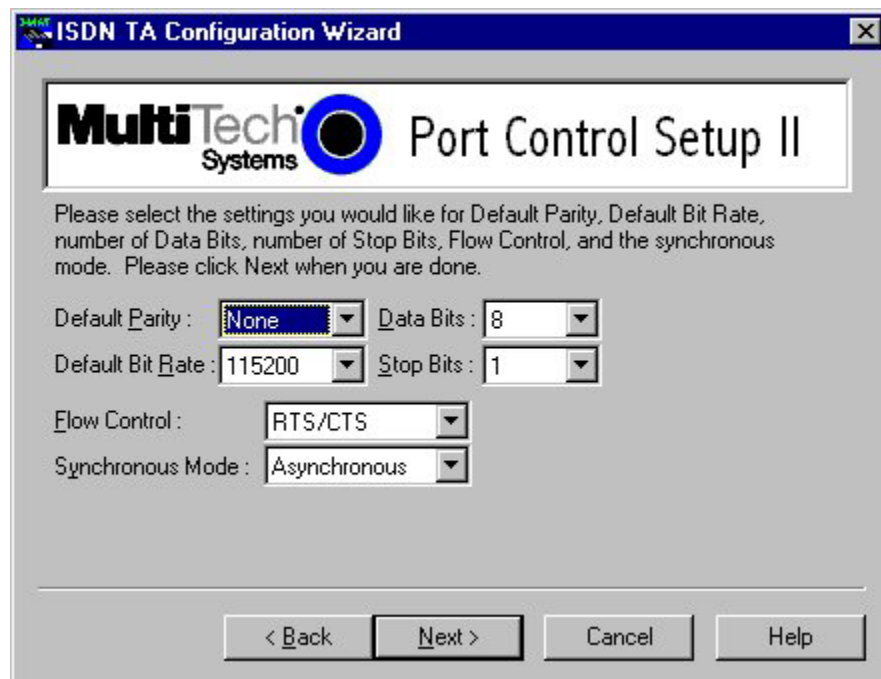 ISDN TA Configuration Wizard
MultiTech Systems
Port Control Setup II
Please select the settings you would like for Default Parity, Default Bit Rate,
number of Data Bits, number of Stop Bits, Flow Control, and the synchronous
mode. Please click Next when you are done.
Default Parity : None Data Bits : 8
Default Bit Rate : 115200 Stop Bits : 1
Flow Control : RTS/CTS
Synchronous Mode : Asynchronous
< Back Next > Cancel Help